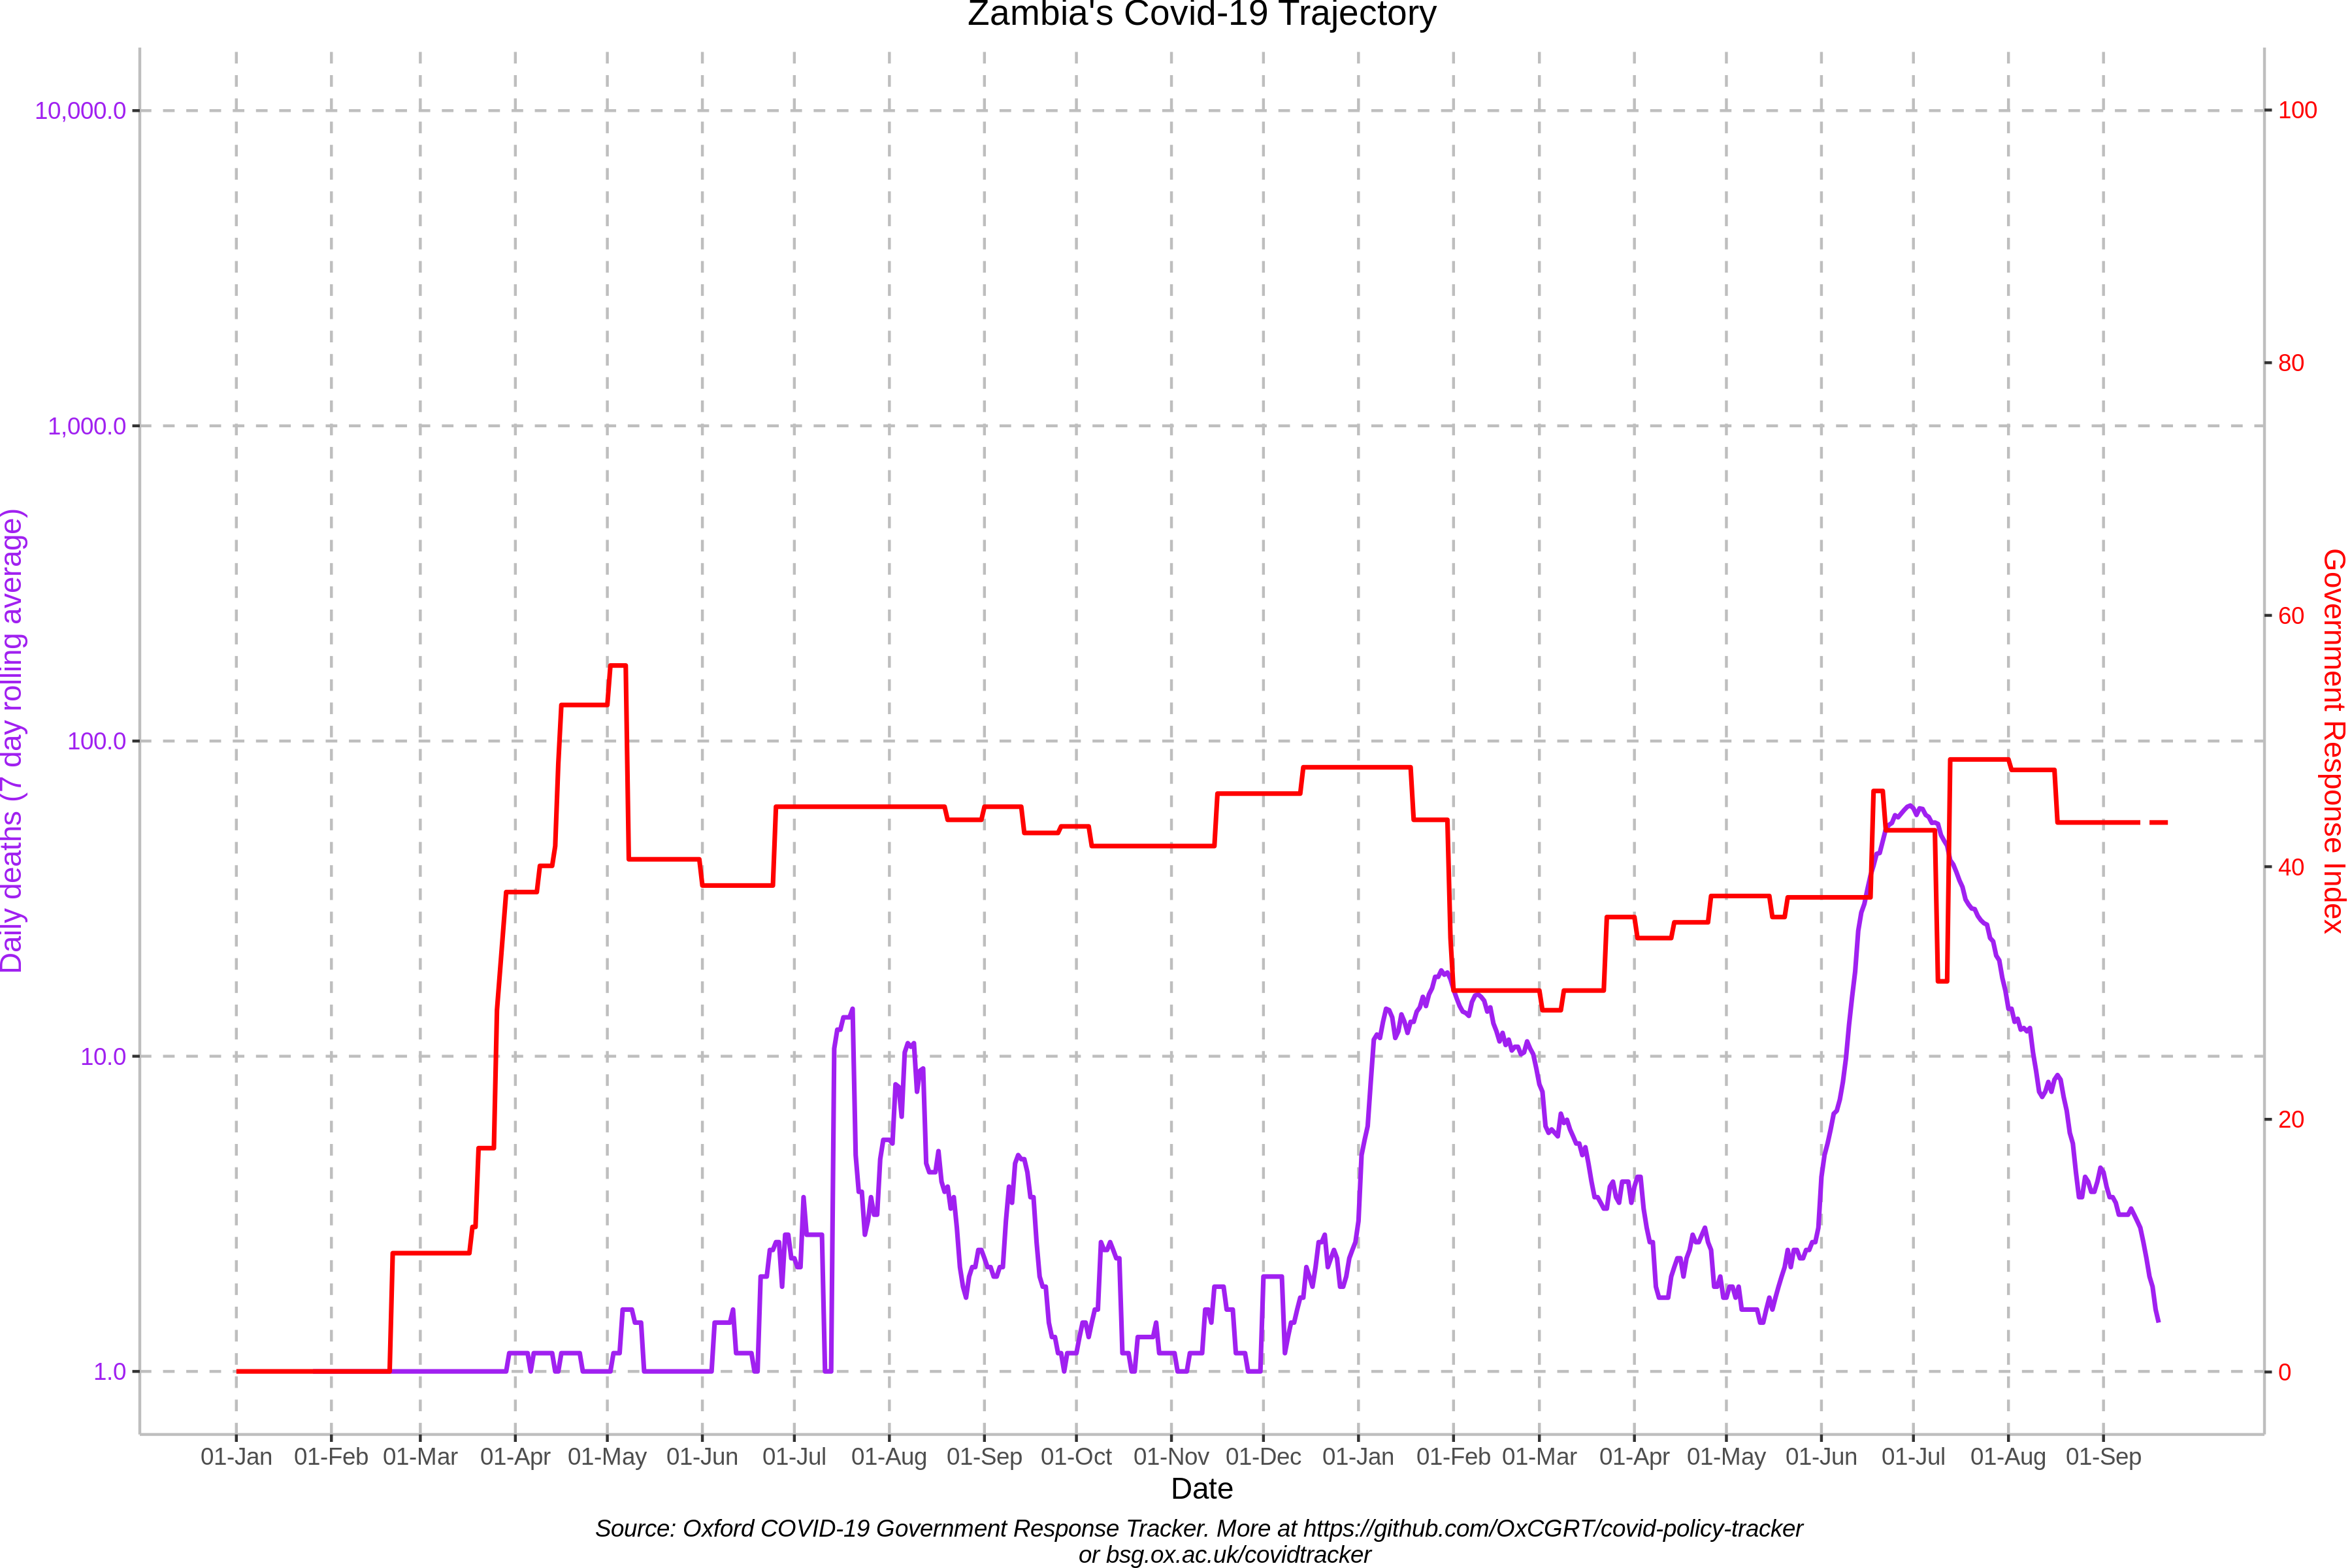 Zambia's Covid-19 Trajectory
10,000.0
1,000.0
100.0
10.0
1.0
Daily deaths (7 day rolling average)
100
80
60
40
20
0
Government Response Index
01-Jan 01-Feb 01-Mar 01-Apr 01-May 01-Jun 01-Jul 01-Aug 01-Sep 01-Oct 01-Nov 01-Dec 01-Jan 01-Feb 01-Mar 01-Apr 01-May 01-Jun 01-Jul 01-Aug 01-Sep
Date
Source: Oxford COVID-19 Government Response Tracker. More at https://github.com/OxCGRT/covid-policy-tracker
or bsg.ox.ac.uk/covidtracker